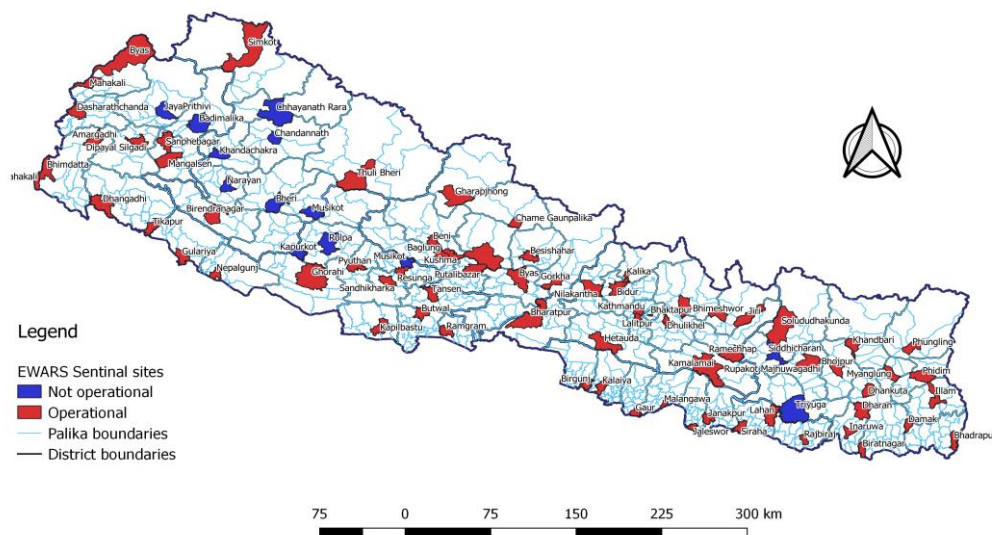 Simkot
Byas
Mahakali
Dasharathchanda
JayaPrithivi
Badimalika
Chhayanath Rara
Chandannath
Amargadhi
Dipayal Silgadi
Sanphebagar
Khandachakra
Mangalsen
Bhimdatta
ahakali
Thuli Bheri
Narayan
Gharapjhong
Dhangadhi
Birendranagar
Bheri
Musikot
Chame Gaunpalika
Tikapur
Rolpa
Beni
Kapurkot
Baglung
Besishahar
Gulariya
Musikot
Kushma
Pyuthan
Nepalgunj
Ghorahi
Resunga
Putalibazar
Byas
Gorkha
Kalika
Sandhikharka
Tansen
Nilakantha
Bidur
Butwal
Bharatpur
Kathmandu
Bhaktapur
Bhimeshwor
Jiri
Lalitpur
Dhulikhel
Solududhakunda
Kapilbastu
Ramgram
Hetauda
Ramechhap
Siddhicharan
Khandbari
Phungling
Kamalamai
Rupakot
Majhuwagadhi
Bhojpur
Myanglung
Phidim
Birgunj
Kalaiya
Dhankuta
Illam
Malangawa
Triyuga
Dharan
Gaur
Janakpur
Lahan
Damak
Jaleswor
Siraha
Rajbiraj
Inaruwa
Biratnagar
Bhadrapu
Legend
EWARS Sentinal sites
Not operational
Operational
Palika boundaries
District boundaries
75 0 75 150 225 300 km